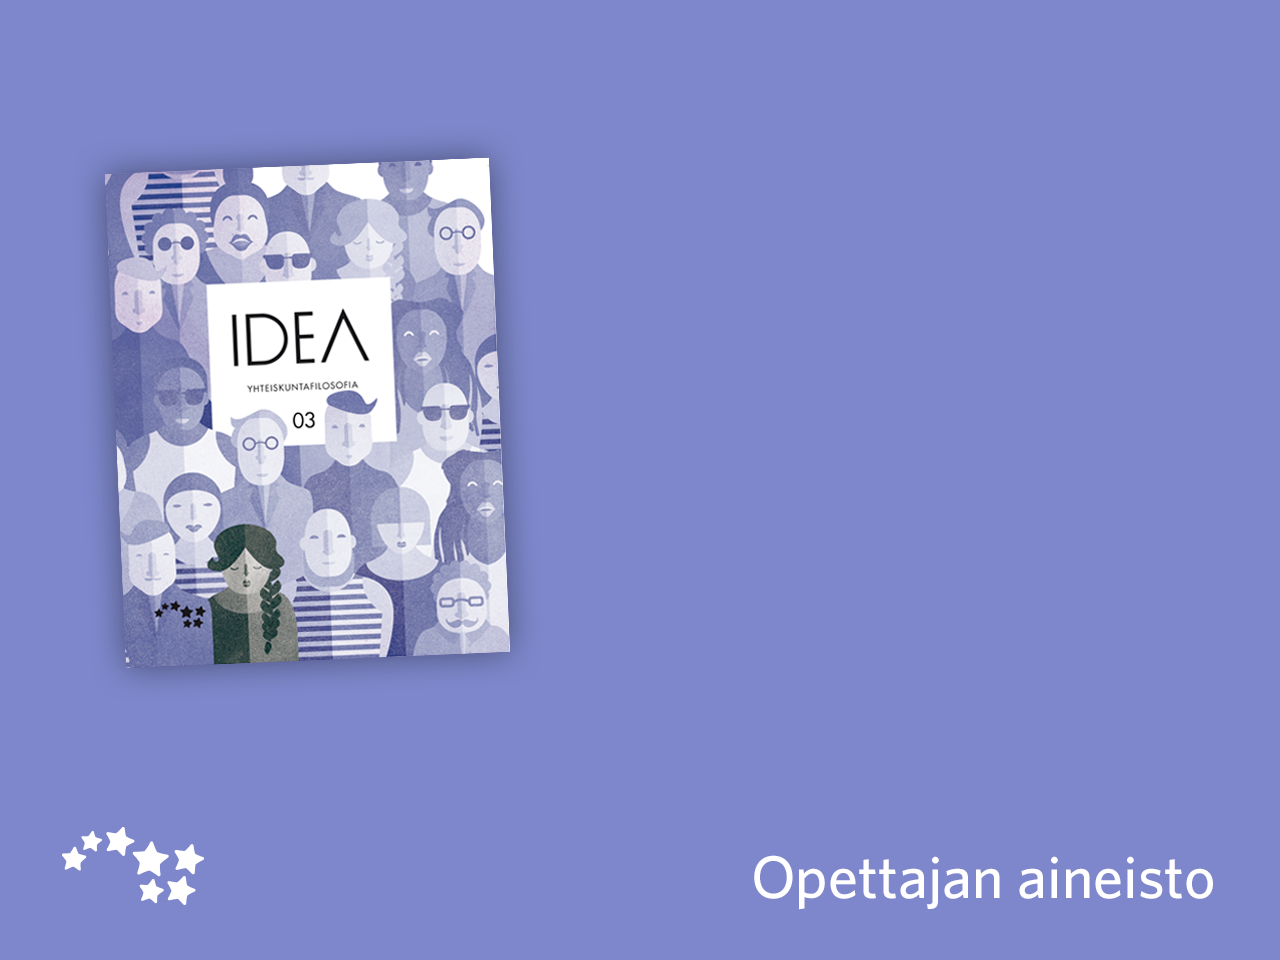 IDEA
YHTEISKUNTAFILOSOFIA
03
Opettajan aineisto